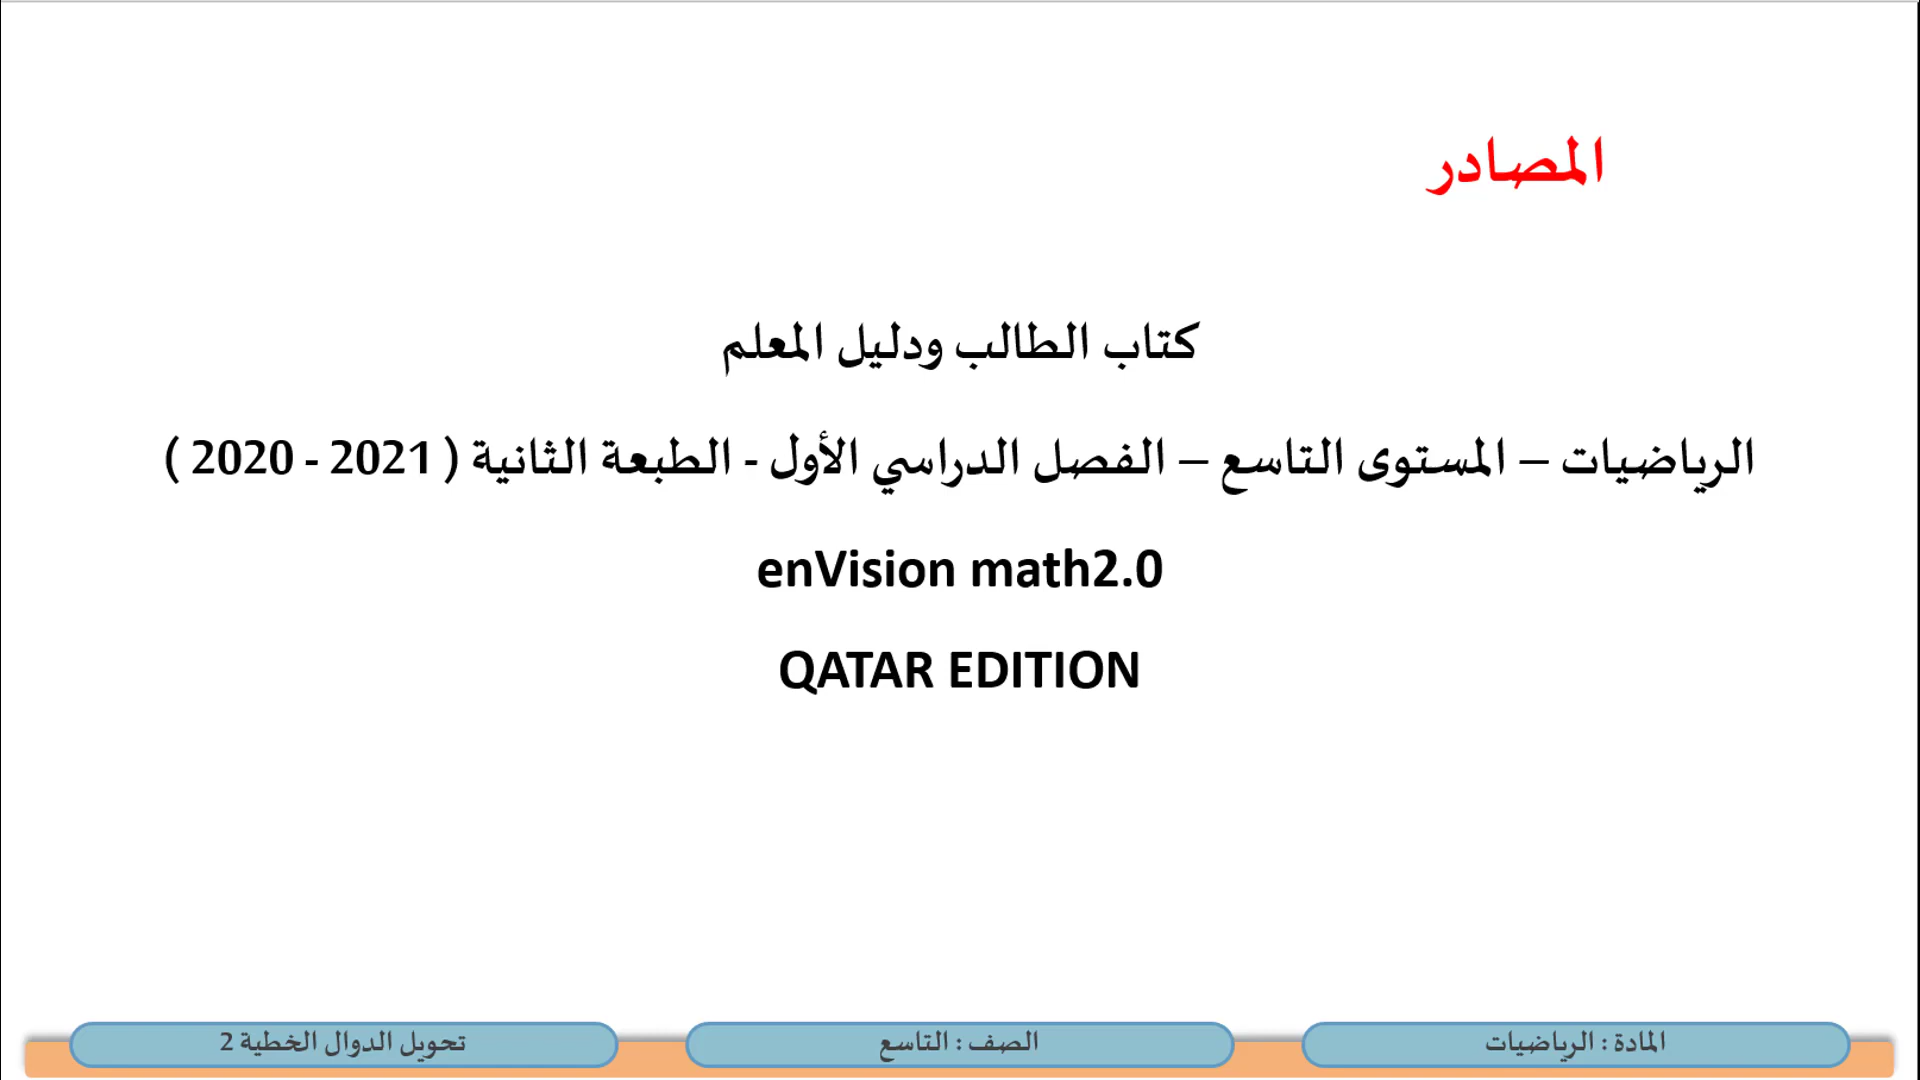 المصادر
كتاب الطالب ودليل المعلم
الرياضيات – المستوى التاسع – الفصل الدراسي الأول - الطبعة الثانية ( 2021 - 2020 )
enVision math2.0
QATAR EDITION
المادة : الرياضيات
الصف : التاسع
تحويل الدوال الخطية 2